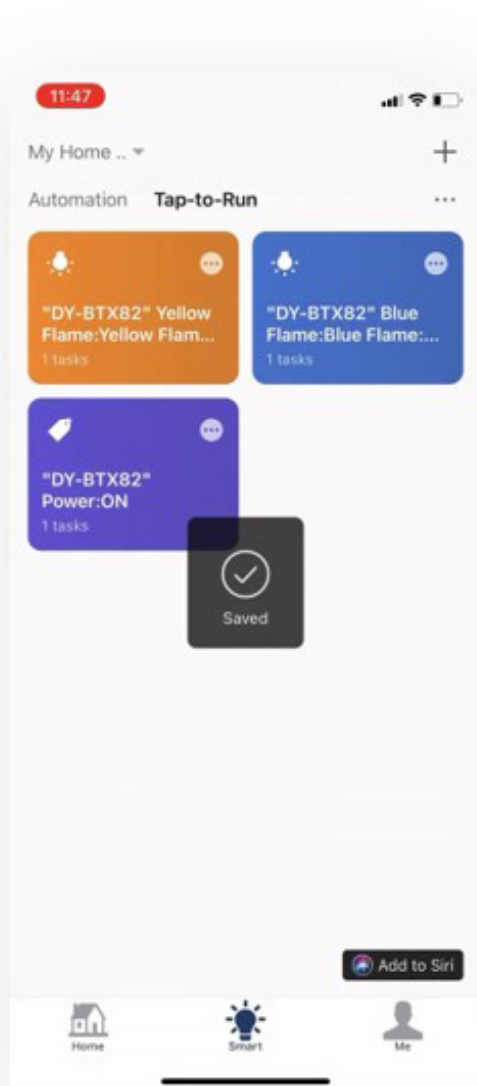 11:47
My Home ..
Automation Tap-to-Run
"DY-BTX82" Yellow
Flame:Yellow Flam...
1 tasks
"DY-BTX82" Blue
Flame:Blue Flame:...
1 tasks
"DY-BTX82"
Power:ON
1 tasks
Saved
Add to Siri
Home
Smart
Me